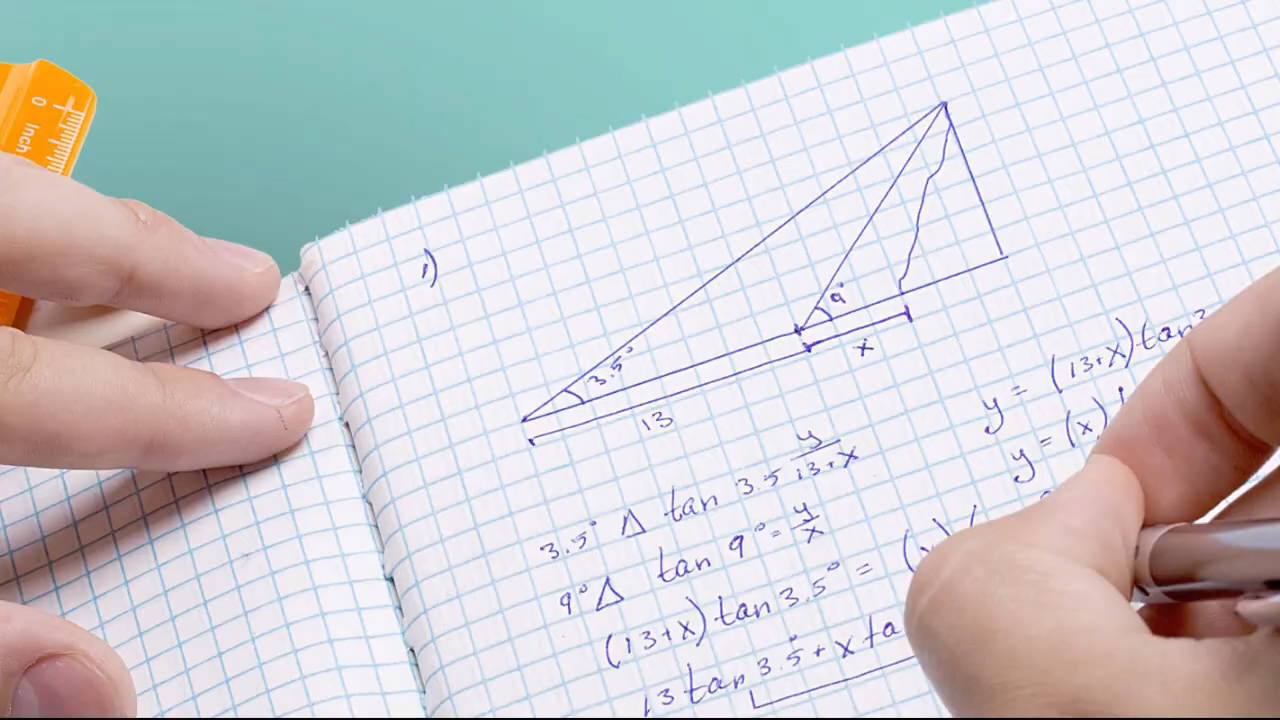 0
Inch
1)
3.5°
9°
13
x
y = (13+x) tan 3
y = (x)
3.5° Δ tan 3.5 y/13+x
9° Δ tan 9° = y/x
(13+x) tan 3.5° = (x) (
13 tan 3.5° + x ta